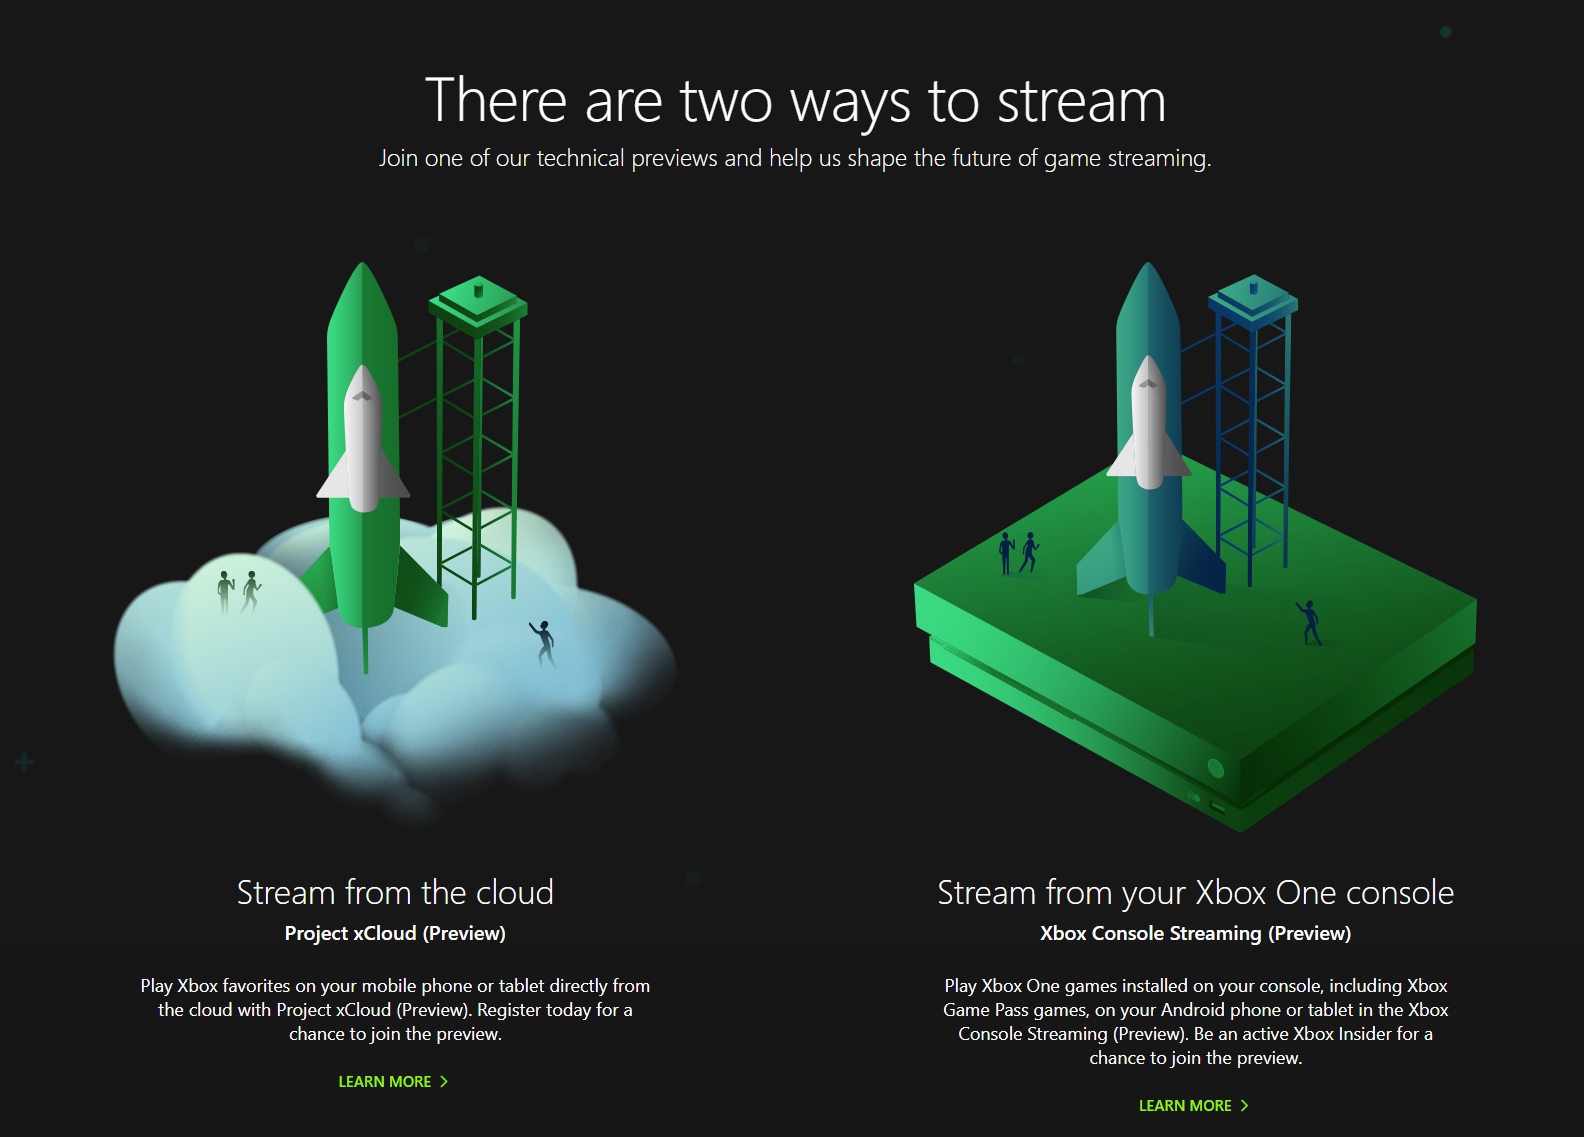 There are two ways to stream
Join one of our technical previews and help us shape the future of game streaming.
Stream from the cloud
Project xCloud (Preview)
Play Xbox favorites on your mobile phone or tablet directly from
the cloud with Project xCloud (Preview). Register today for a
chance to join the preview.
LEARN MORE
Stream from your Xbox One console
Xbox Console Streaming (Preview)
Play Xbox One games installed on your console, including Xbox
Game Pass games, on your Android phone or tablet in the Xbox
Console Streaming (Preview). Be an active Xbox Insider for a
chance to join the preview.
LEARN MORE